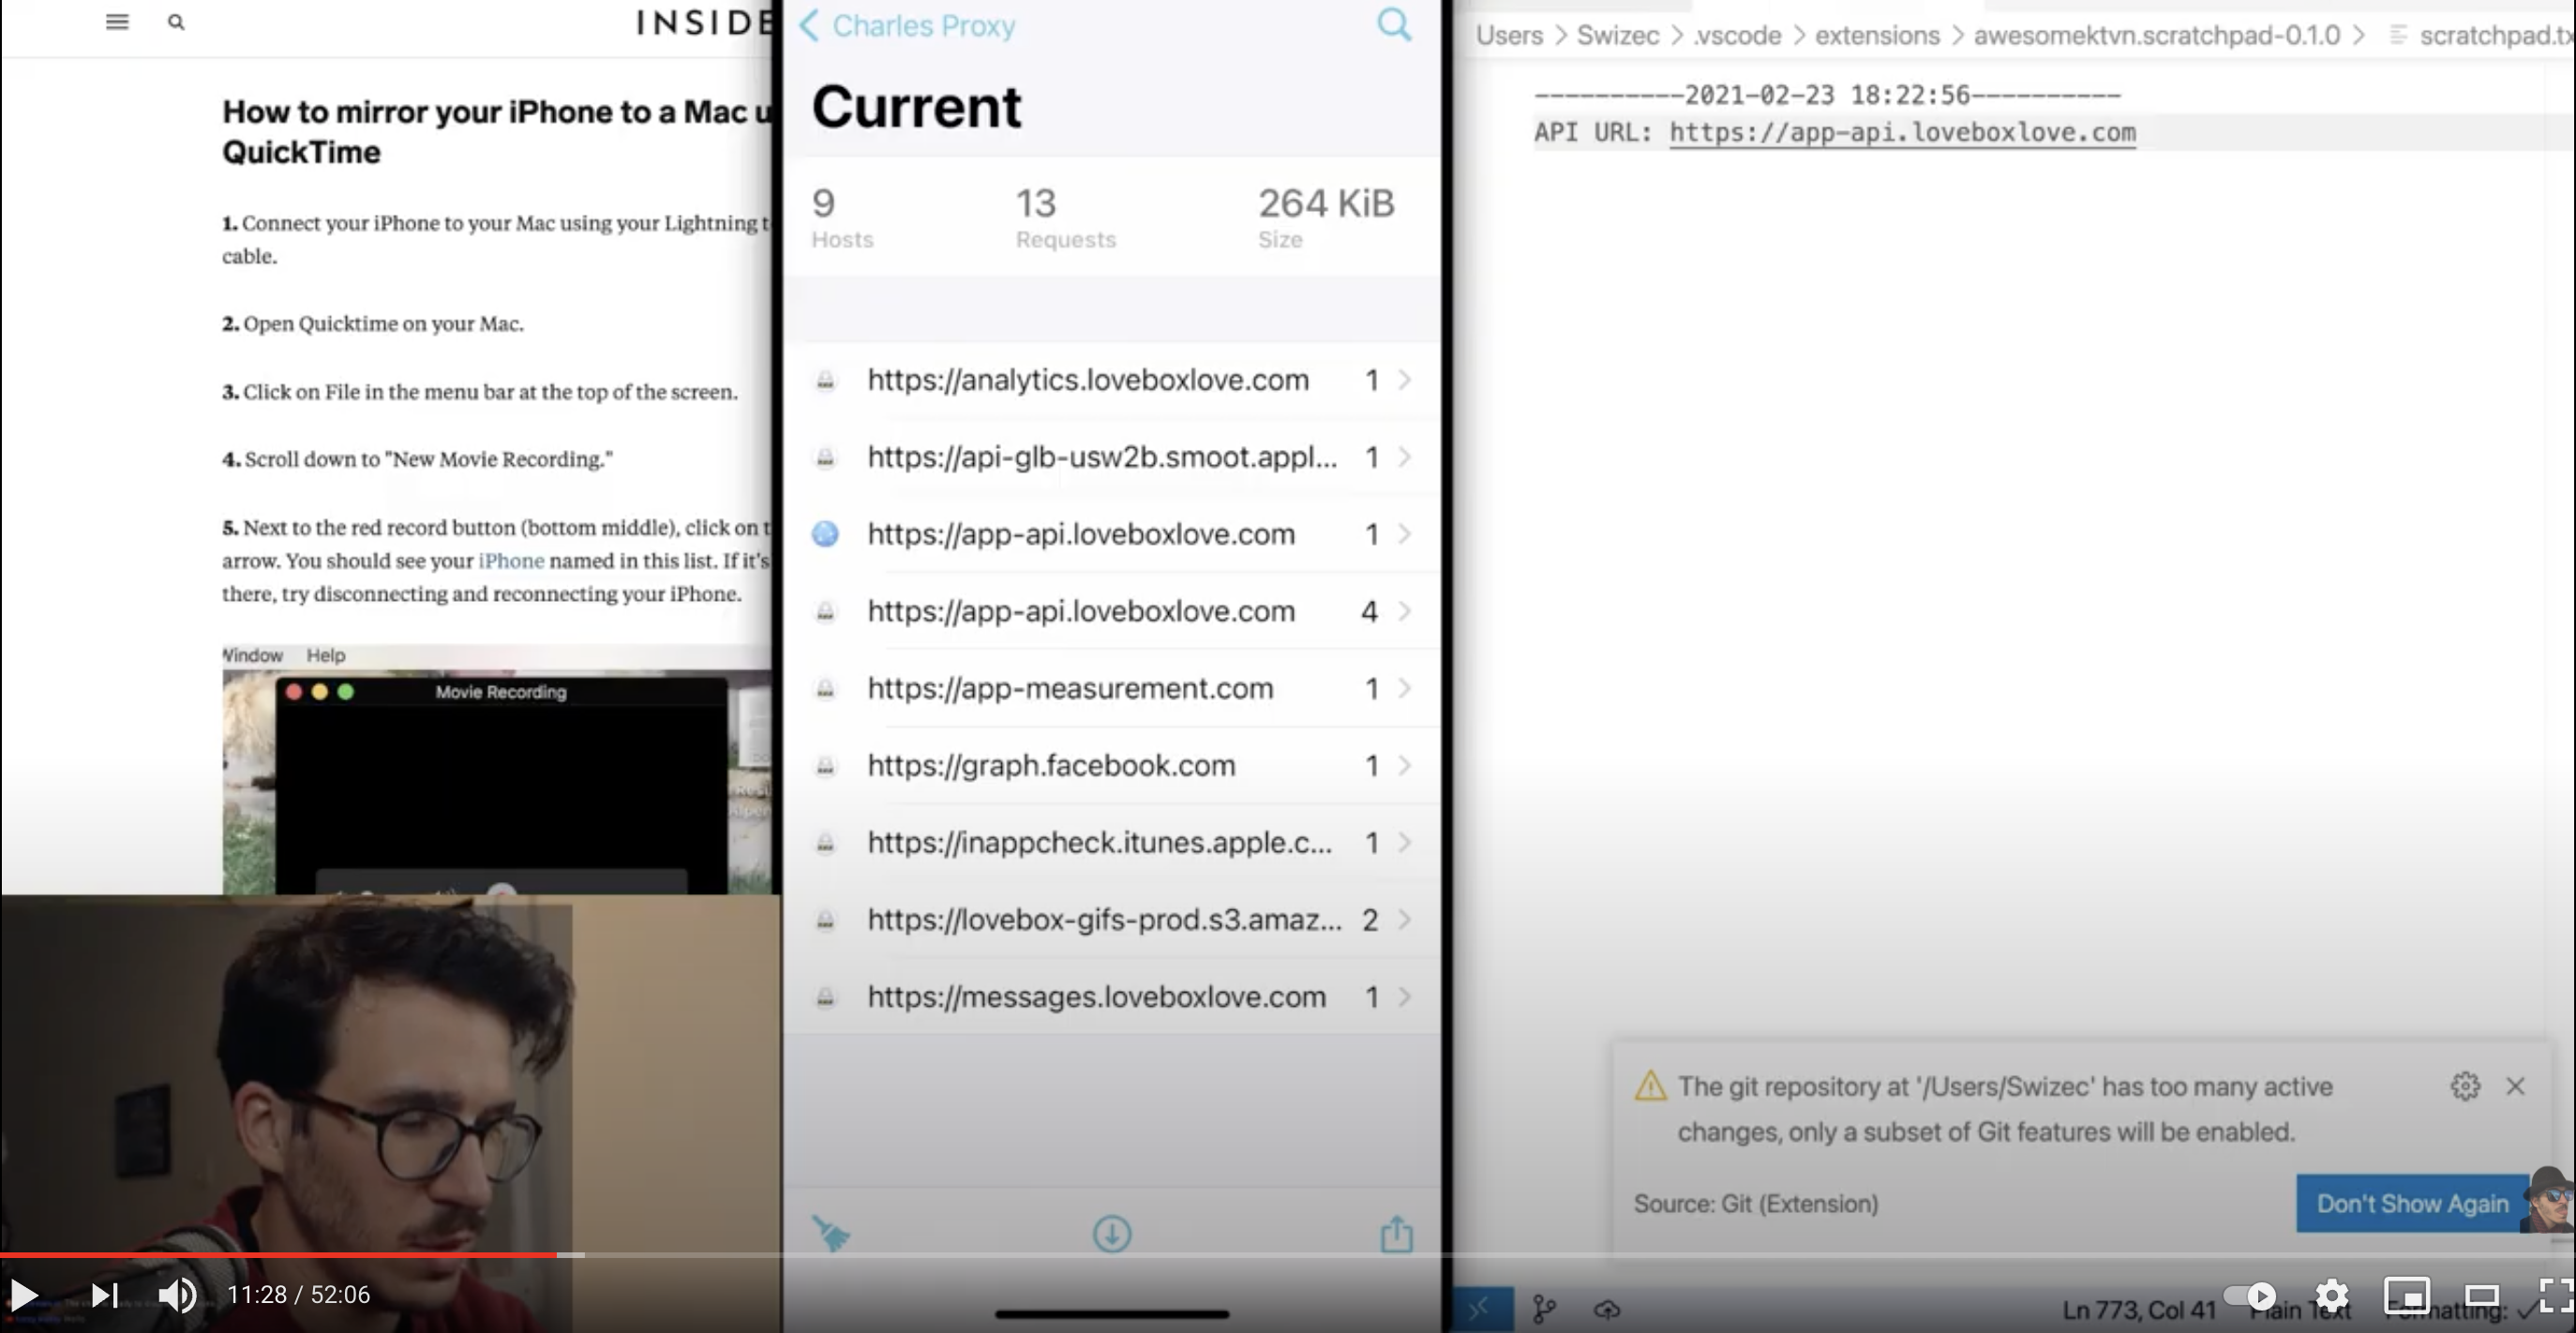 INSIDE
How to mirror your iPhone to a Mac u
QuickTime
1. Connect your iPhone to your Mac using your Lightning t
cable.
2. Open Quicktime on your Mac.
3. Click on File in the menu bar at the top of the screen.
4. Scroll down to "New Movie Recording."
5. Next to the red record button (bottom middle), click on t
arrow. You should see your iPhone named in this list. If it's
there, try disconnecting and reconnecting your iPhone.
Window Help
Movie Recording
Charles Proxy
Current
9 13 264 KiB
Hosts Requests Size
https://analytics.loveboxlove.com 1
https://api-glb-usw2b.smoot.appl... 1
https://app-api.loveboxlove.com 1
https://app-api.loveboxlove.com 4
https://app-measurement.com 1
https://graph.facebook.com 1
https://inappcheck.itunes.apple.c... 1
https://lovebox-gifs-prod.s3.amaz... 2
https://messages.loveboxlove.com 1
Users > Swizec > .vscode > extensions > awesomektvn.scratchpad-0.1.0 > scratchpad.tx
----------2021-02-23 18:22:56----------
API URL: https://app-api.loveboxlove.com
The git repository at '/Users/Swizec' has too many active
changes, only a subset of Git features will be enabled.
Source: Git (Extension)
Don't Show Again
11:28 / 52:06
Ln 773, Col 41 Plain Text Formatting: